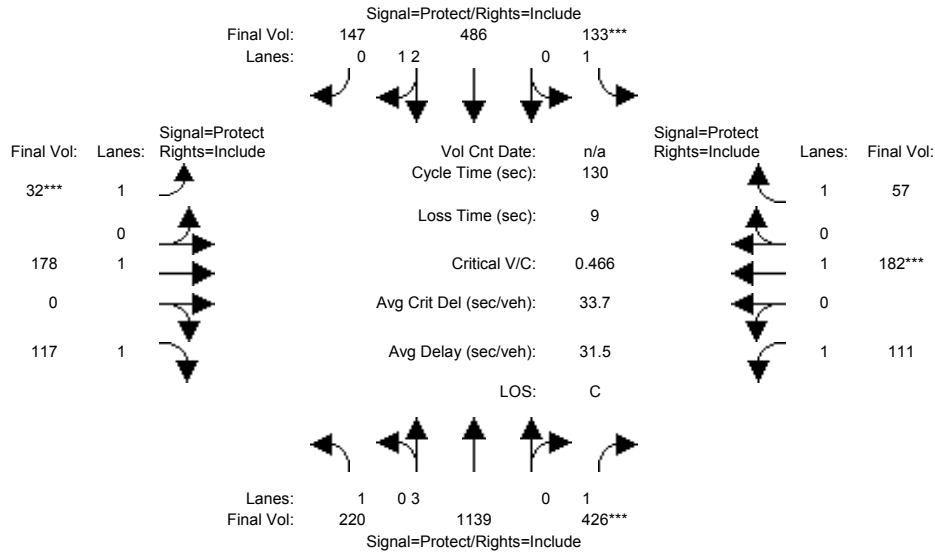 Signal=Protect/Rights=Include
Final Vol: 147 486 133***
Lanes: 0 1 2 0 1
Signal=Protect
Final Vol: Lanes: Rights=Include
Vol Cnt Date: n/a
Signal=Protect
Rights=Include Lanes: Final Vol:
Cycle Time (sec): 130
32*** 1
1 57
Loss Time (sec): 9
0
0
178 1
Critical V/C: 0.466
1 182***
0 1
Avg Crit Del (sec/veh): 33.7
0
117 1
Avg Delay (sec/veh): 31.5
1 111
LOS: C
Lanes: 1 0 3 0 1
Final Vol: 220 1139 426***
Signal=Protect/Rights=Include